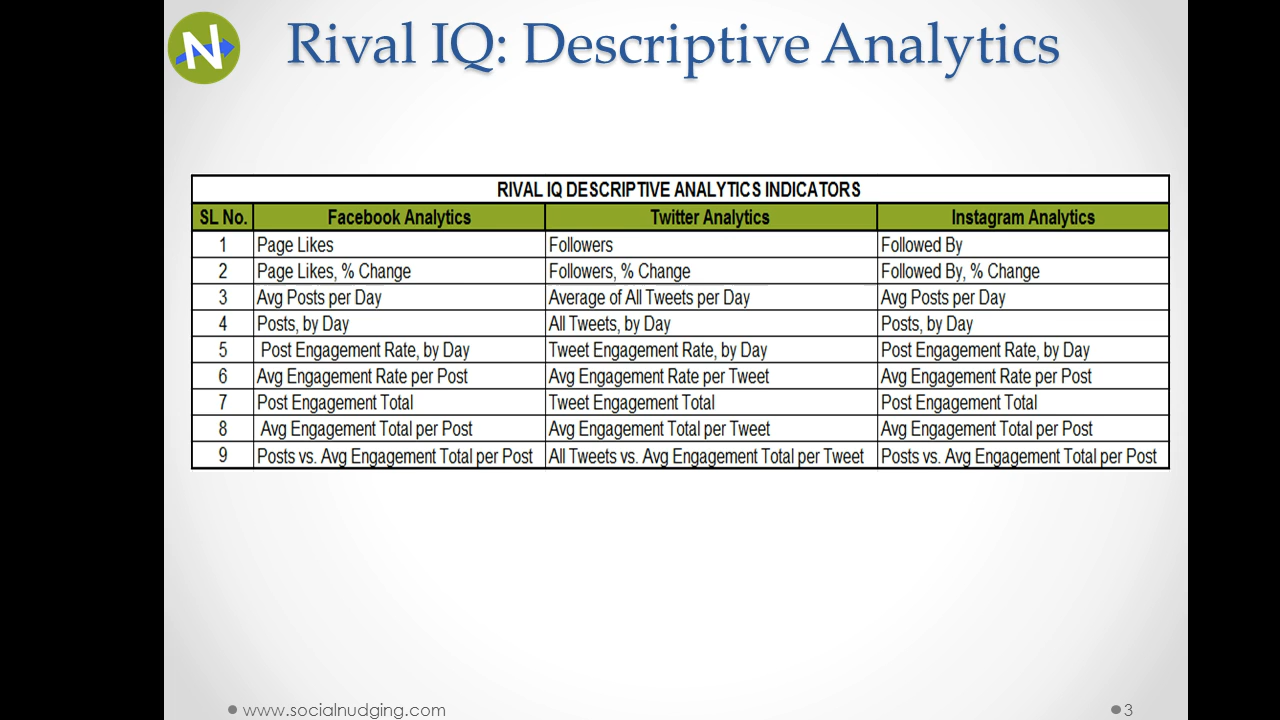 N
Rival IQ: Descriptive Analytics
RIVAL IQ DESCRIPTIVE ANALYTICS INDICATORS
SL No. Facebook Analytics Twitter Analytics Instagram Analytics
1 Page Likes Followers Followed By
2 Page Likes, % Change Followers, % Change Followed By, % Change
3 Avg Posts per Day Average of All Tweets per Day Avg Posts per Day
4 Posts, by Day All Tweets, by Day Posts, by Day
5 Post Engagement Rate, by Day Tweet Engagement Rate, by Day Post Engagement Rate, by Day
6 Avg Engagement Rate per Post Avg Engagement Rate per Tweet Avg Engagement Rate per Post
7 Post Engagement Total Tweet Engagement Total Post Engagement Total
8 Avg Engagement Total per Post Avg Engagement Total per Tweet Avg Engagement Total per Post
9 Posts vs. Avg Engagement Total per Post All Tweets vs. Avg Engagement Total per Tweet Posts vs. Avg Engagement Total per Post
www.socialnudging.com 3